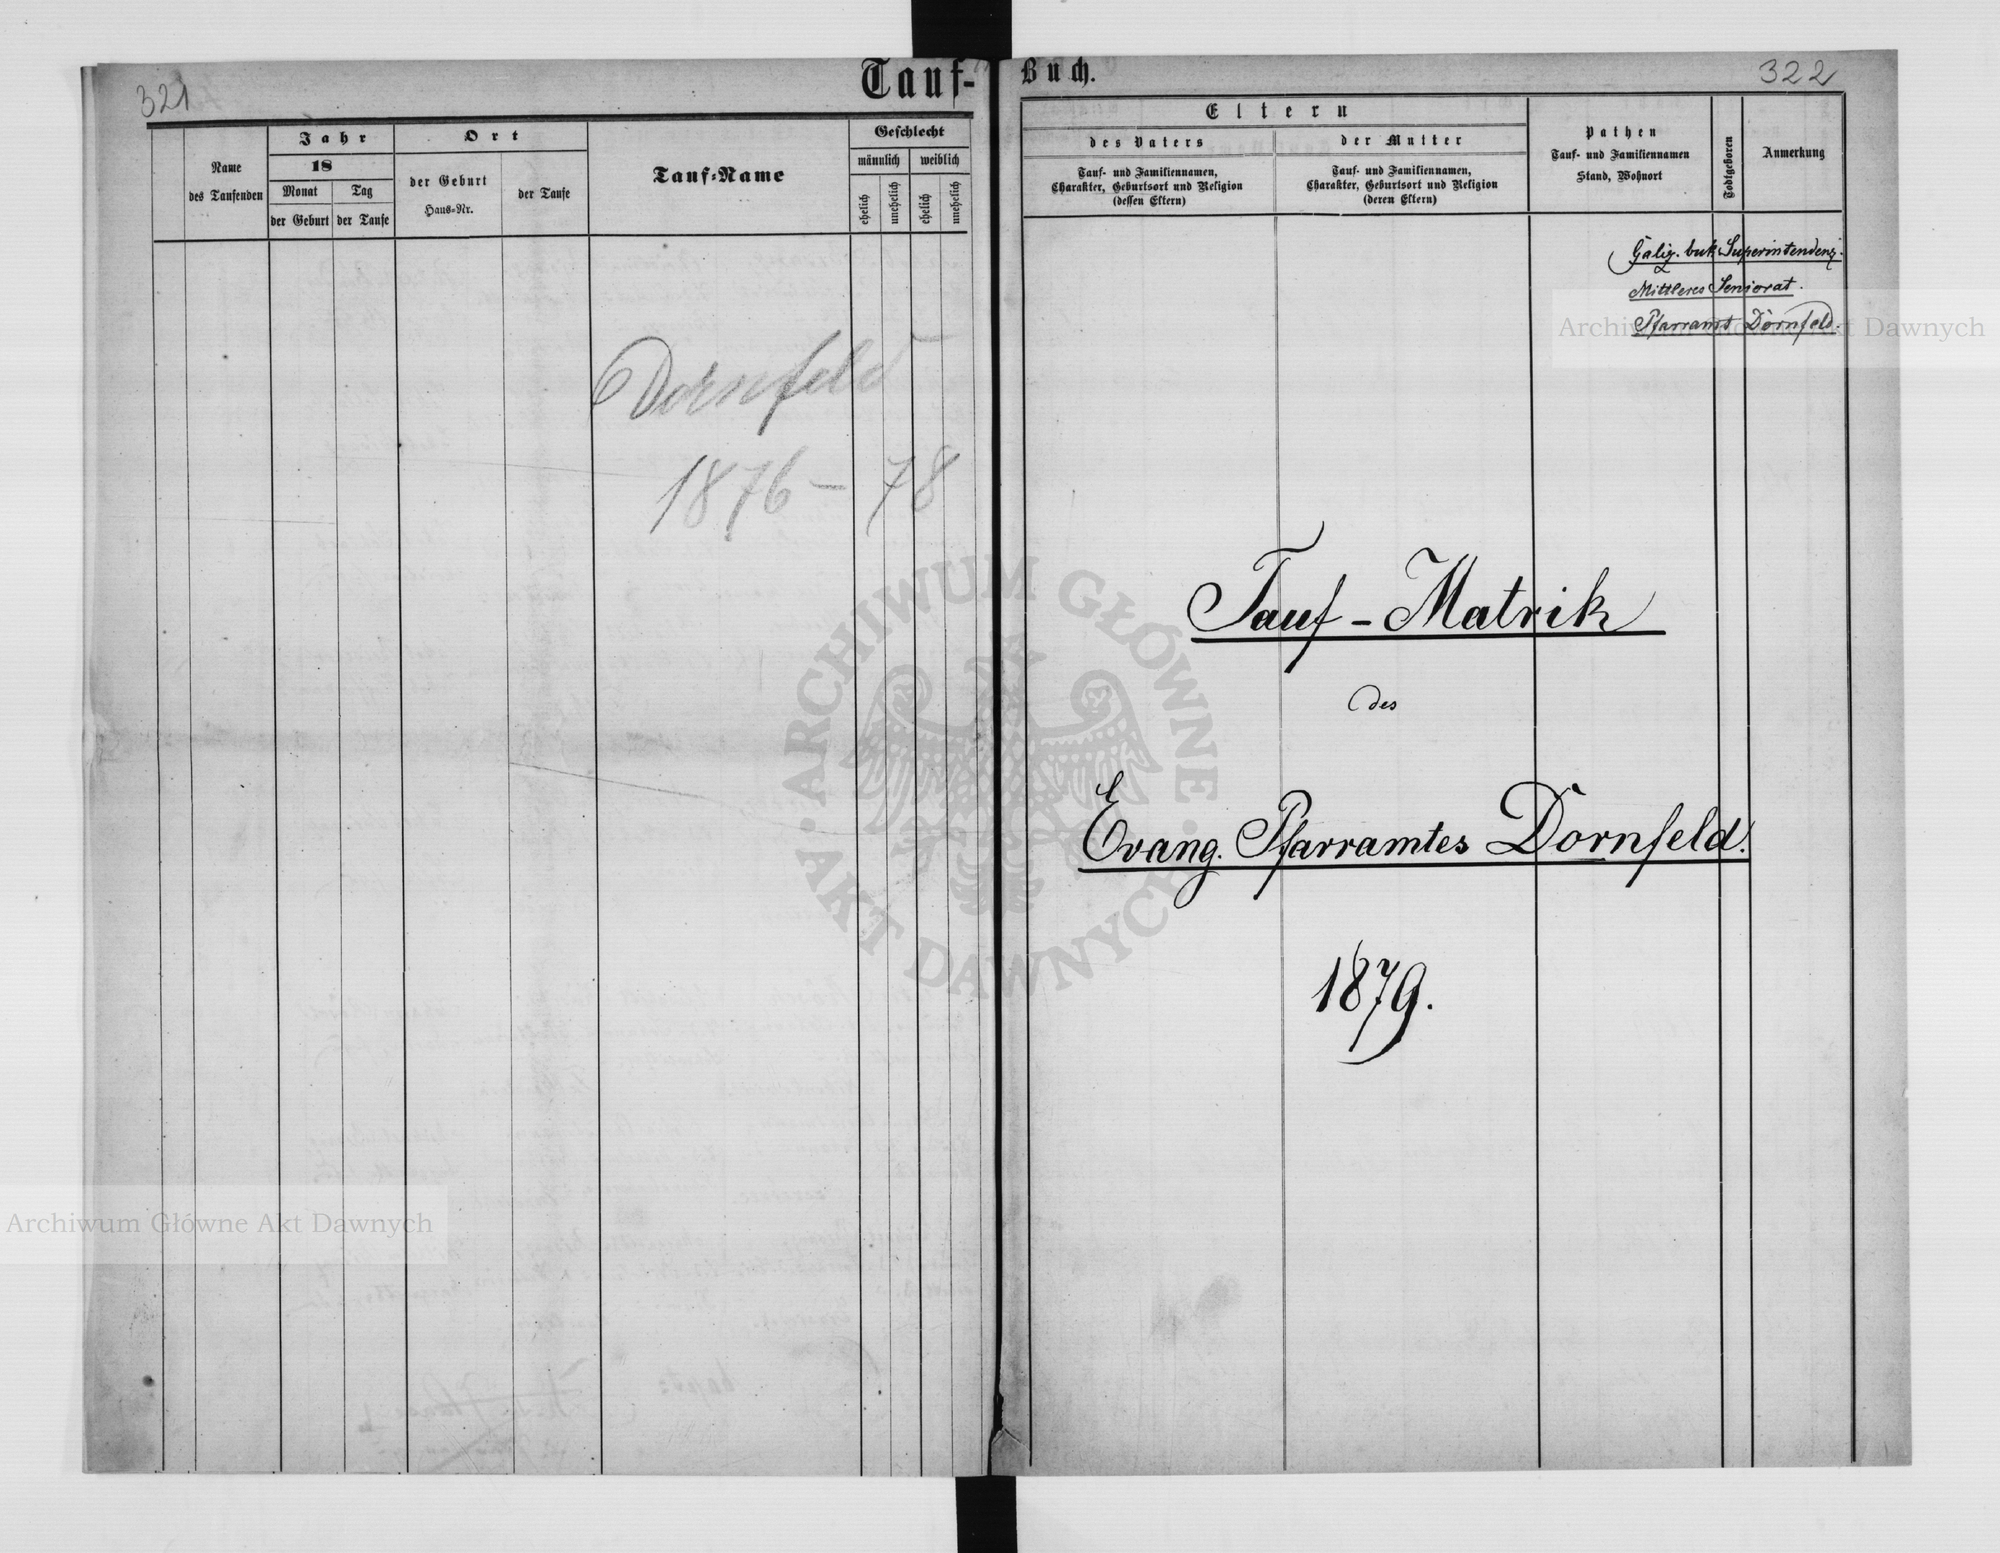 321
Tauf-
Name
des Taufenden
Jahr
18
Monat
der Geburt
Tag
der Taufe
Ort
der Geburt
Haus-Nr.
der Taufe
Tauf-Name
Geschlecht
männlich
weiblich
ehelich
unehelich
ehelich
unehelich
Dornfeld
1876 – 78
Buch.
322
Eltern
des Vaters
Tauf- und Familiennamen,
Charakter, Geburtsort und Religion
(dessen Eltern)
der Mutter
Tauf- und Familiennamen,
Charakter, Geburtsort und Religion
(deren Eltern)
Pathen
Tauf- und Familiennamen
Stand, Wohnort
Todtgeboren
Anmerkung
Galiz. buk. Superintendenz.
Mittleres Seniorat.
Pfarramt Dornfeld.
Tauf-Matrik
des
Evang. Pfarramtes Dornfeld.
1879.
ARCHIWUM GŁÓWNE · AKT DAWNYCH ·
Archiwum Główne Akt Dawnych
Archiwum Główne Akt Dawnych